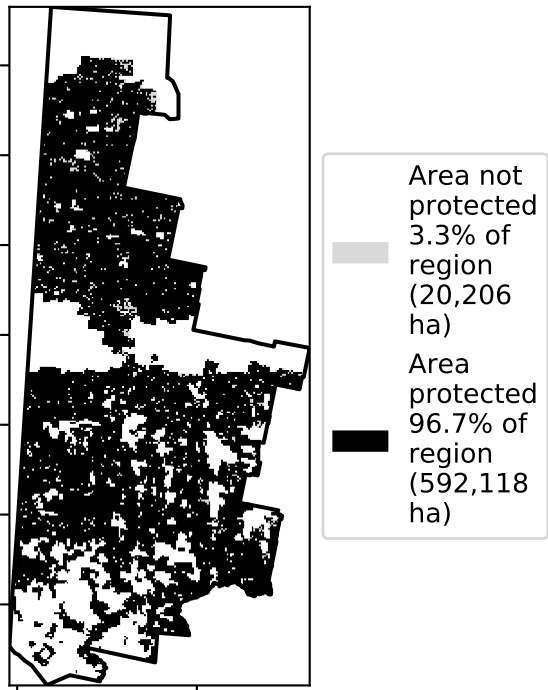 Area not
protected
3.3% of
region
(20,206
ha)
Area
protected
96.7% of
region
(592,118
ha)